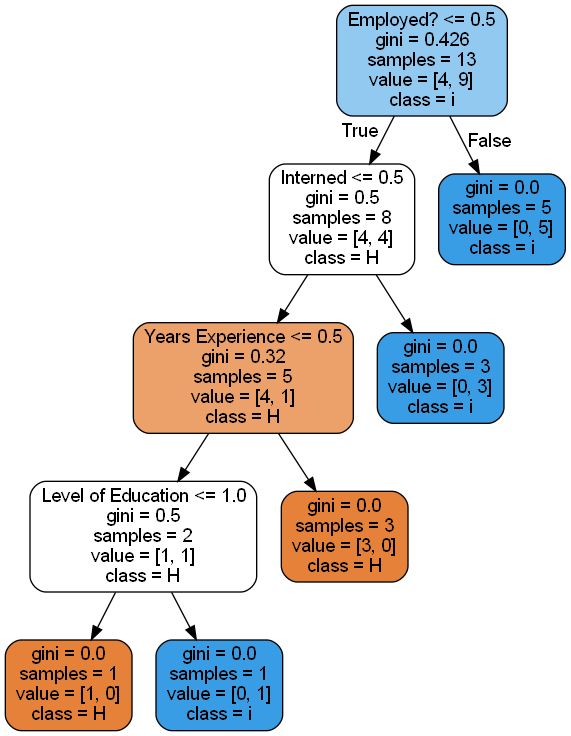 Employed? <= 0.5
gini = 0.426
samples = 13
value = [4, 9]
class = i
True
False
Interned <= 0.5
gini = 0.5
samples = 8
value = [4, 4]
class = H
gini = 0.0
samples = 5
value = [0, 5]
class = i
Years Experience <= 0.5
gini = 0.32
samples = 5
value = [4, 1]
class = H
gini = 0.0
samples = 3
value = [0, 3]
class = i
Level of Education <= 1.0
gini = 0.5
samples = 2
value = [1, 1]
class = H
gini = 0.0
samples = 3
value = [3, 0]
class = H
gini = 0.0
samples = 1
value = [1, 0]
class = H
gini = 0.0
samples = 1
value = [0, 1]
class = i